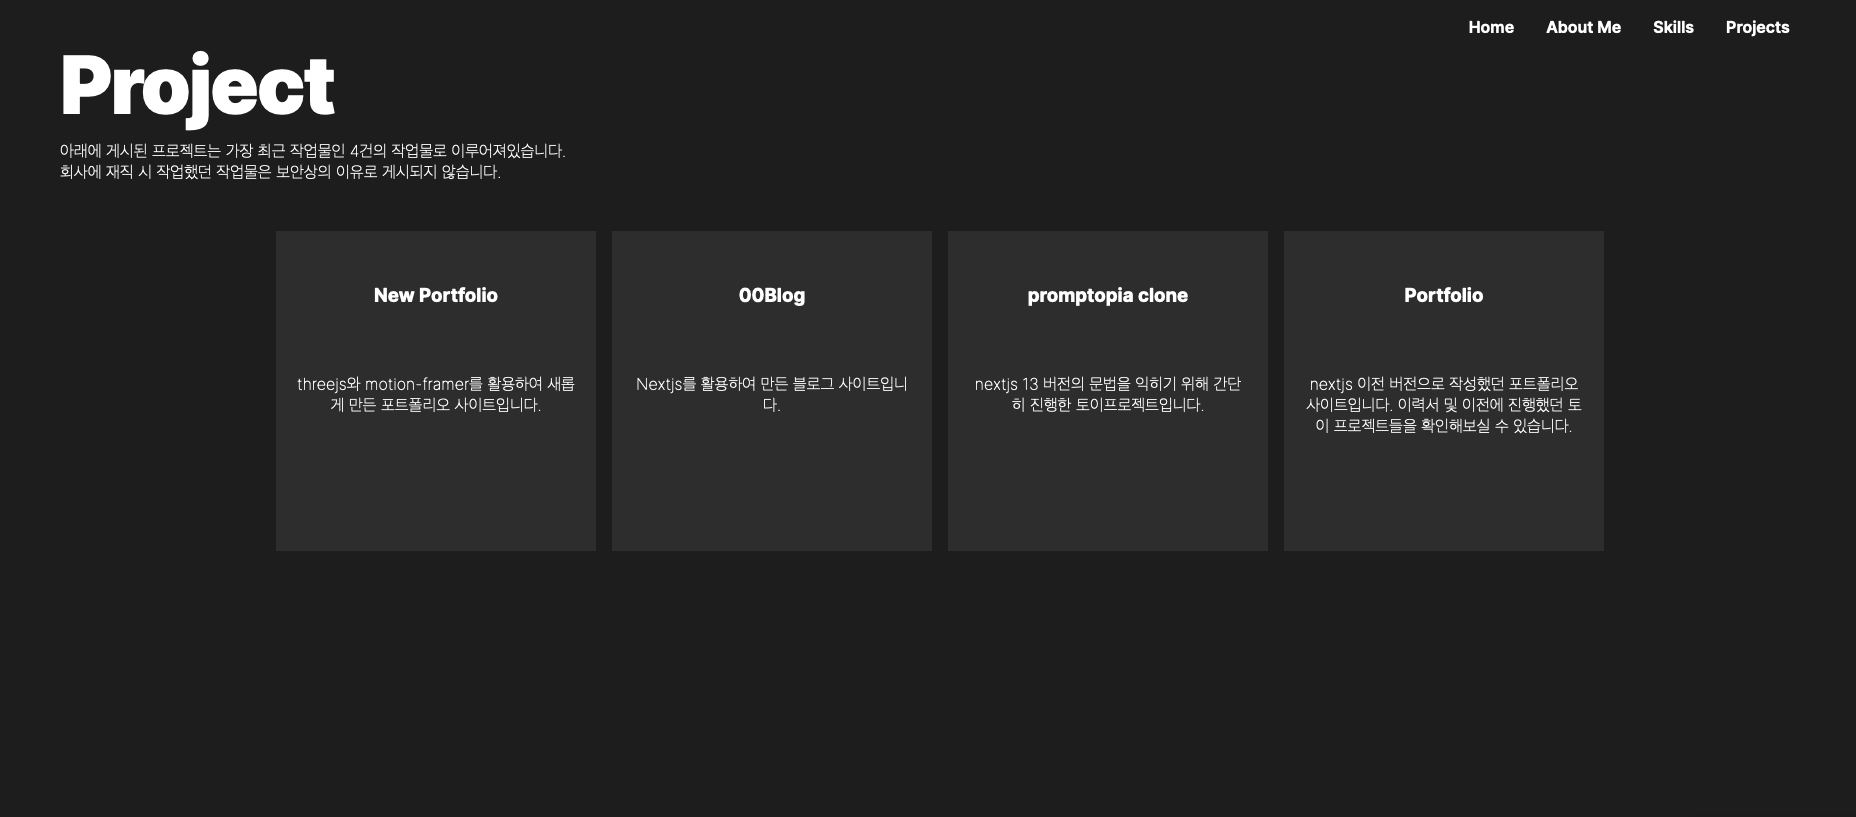 Home About Me Skills Projects
Project
아래에 게시된 프로젝트는 가장 최근 작업물인 4건의 작업물로 이루어져있습니다.
회사에 재직 시 작업했던 작업물은 보안상의 이유로 게시되지 않습니다.
New Portfolio
threejs와 motion-framer를 활용하여 새롭
게 만든 포트폴리오 사이트입니다.
00Blog
Nextjs를 활용하여 만든 블로그 사이트입니
다.
promptopia clone
nextjs 13 버전의 문법을 익히기 위해 간단
히 진행한 토이프로젝트입니다.
Portfolio
nextjs 이전 버전으로 작성했던 포트폴리오
사이트입니다. 이력서 및 이전에 진행했던 토
이 프로젝트들을 확인해보실 수 있습니다.